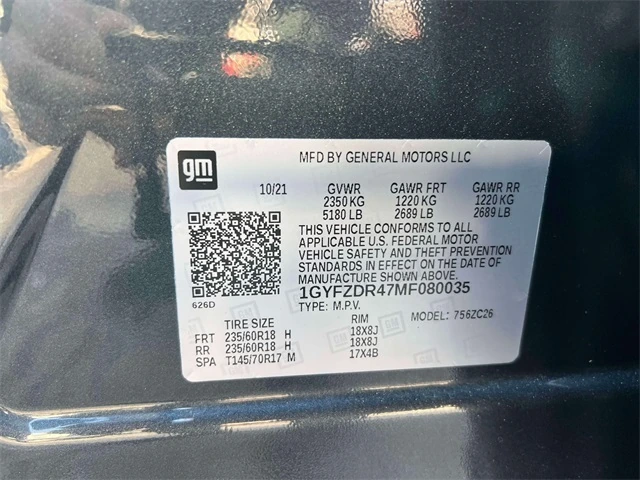 gm
MFD BY GENERAL MOTORS LLC
10/21 GVWR GAWR FRT GAWR RR
2350 KG 1220 KG 1220 KG
5180 LB 2689 LB 2689 LB
THIS VEHICLE CONFORMS TO ALL
APPLICABLE U.S. FEDERAL MOTOR
VEHICLE SAFETY AND THEFT PREVENTION
STANDARDS IN EFFECT ON THE DATE OF
MANUFACTURE SHOWN ABOVE.
1GYFZDR47MF080035
626D
TYPE: M.P.V. MODEL: 756ZC26
TIRE SIZE RIM
FRT 235/60R18 H 18X8J
RR 235/60R18 H 18X8J
SPA T145/70R17 M 17X4B